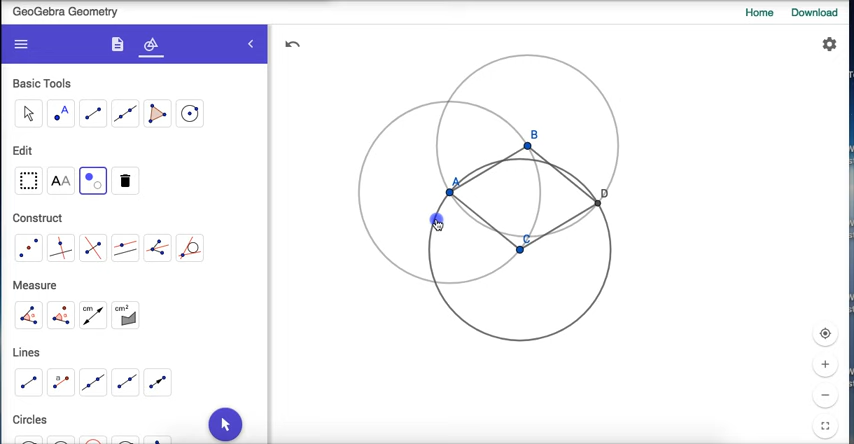 GeoGebra Geometry
Home
Download
Basic Tools
A
Edit
AA
Construct
Measure
α
α
cm
cm²
Lines
a
Circles
B
A
D
C